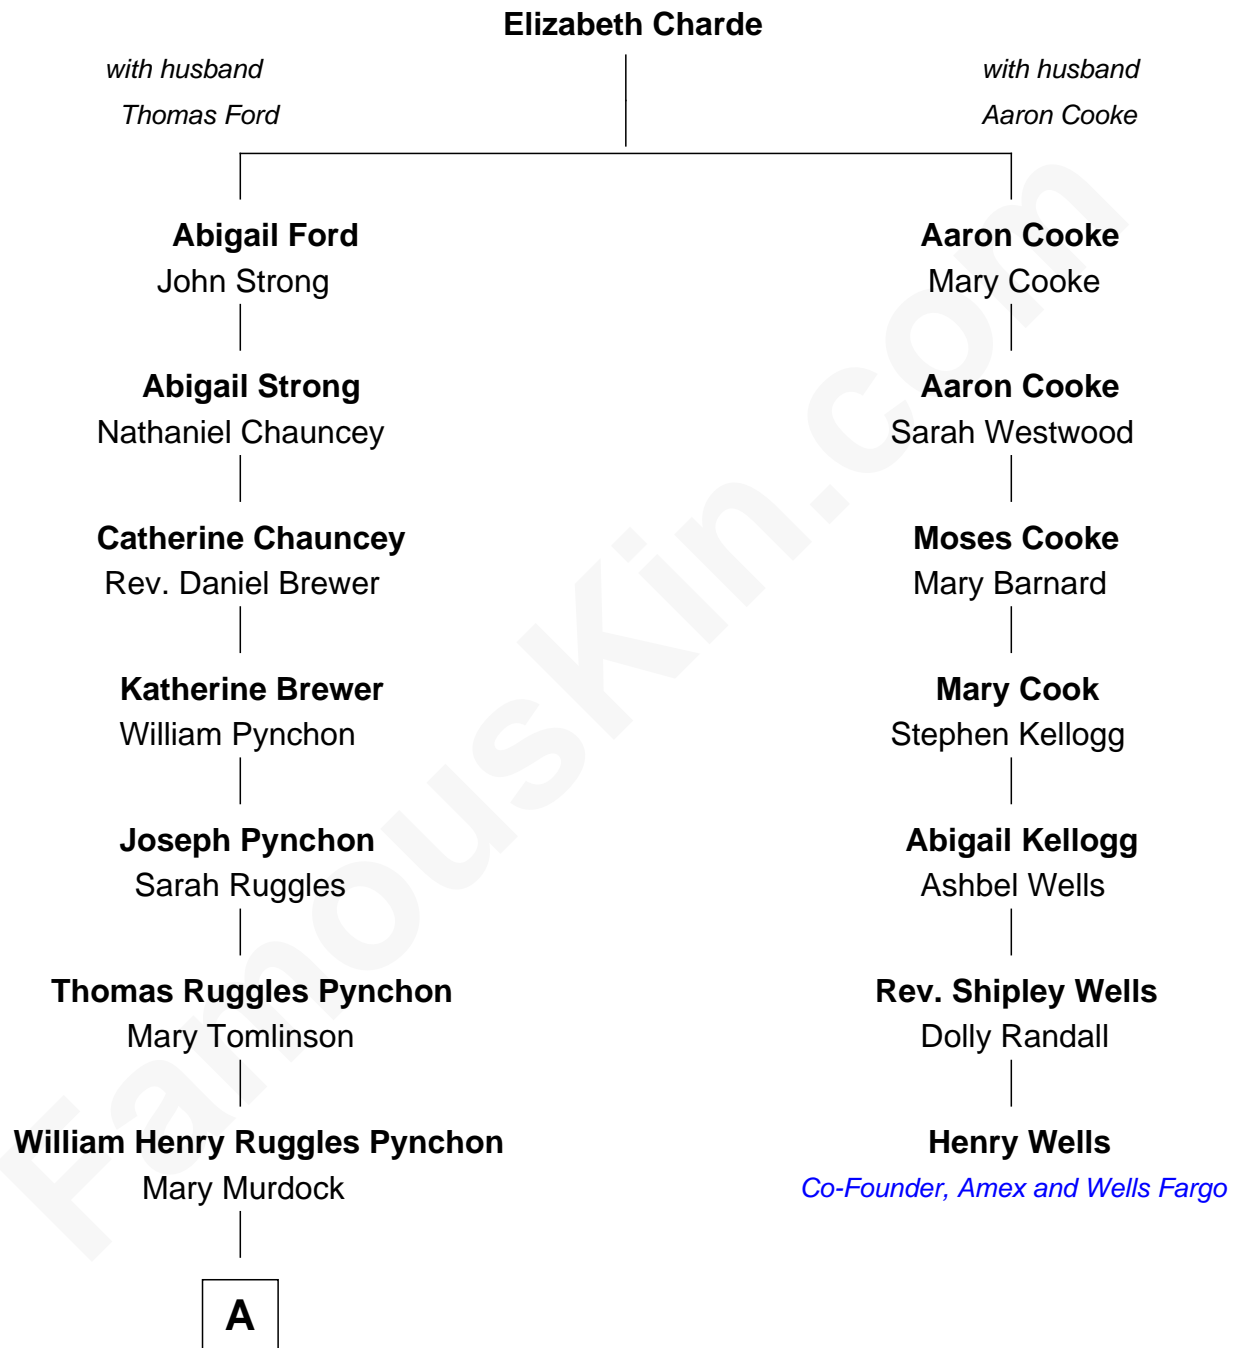 Elizabeth Charde
with husband
Thomas Ford
with husband
Aaron Cooke
Abigail Ford
John Strong
Aaron Cooke
Mary Cooke
Abigail Strong
Nathaniel Chauncey
Aaron Cooke
Sarah Westwood
Catherine Chauncey
Rev. Daniel Brewer
Moses Cooke
Mary Barnard
Katherine Brewer
William Pynchon
Mary Cook
Stephen Kellogg
Joseph Pynchon
Sarah Ruggles
Abigail Kellogg
Ashbel Wells
Thomas Ruggles Pynchon
Mary Tomlinson
Rev. Shipley Wells
Dolly Randall
William Henry Ruggles Pynchon
Mary Murdock
Henry Wells
Co-Founder, Amex and Wells Fargo
A
FamousKin.com